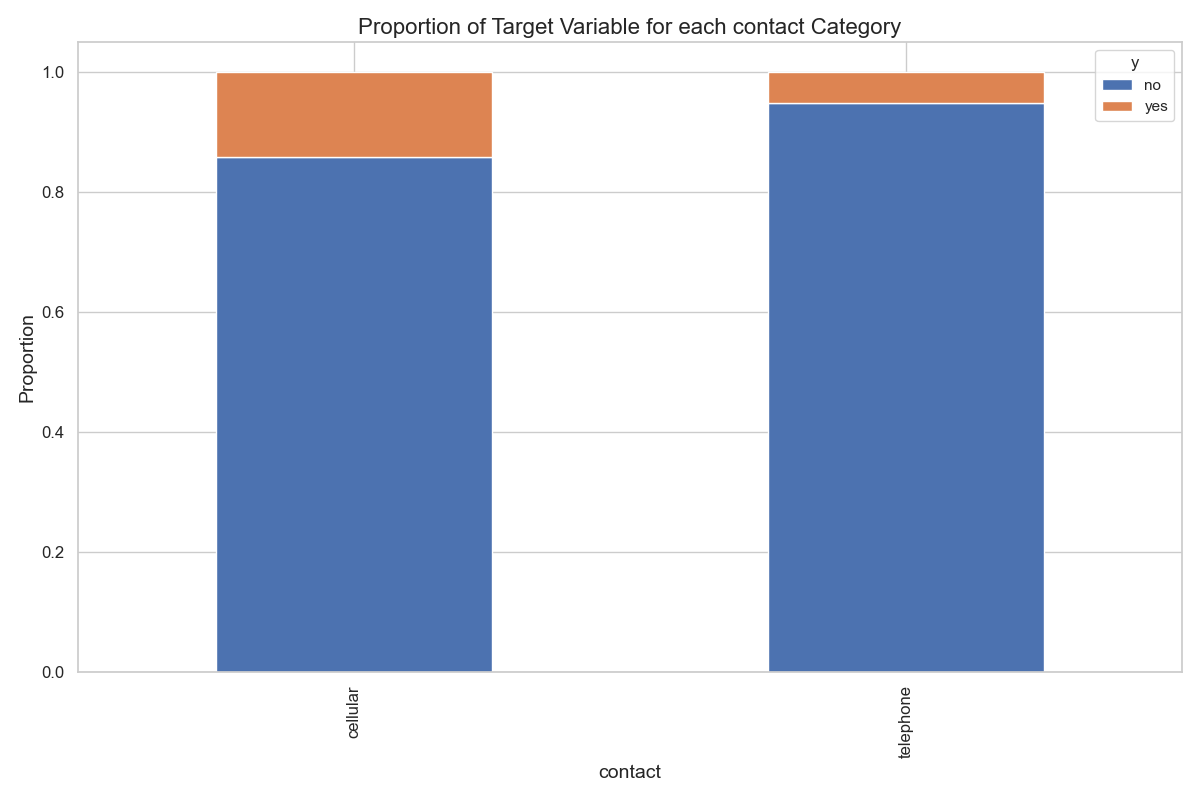 Proportion of Target Variable for each contact Category
y
no
yes
1.0
0.8
0.6
0.4
0.2
0.0
Proportion
cellular
telephone
contact